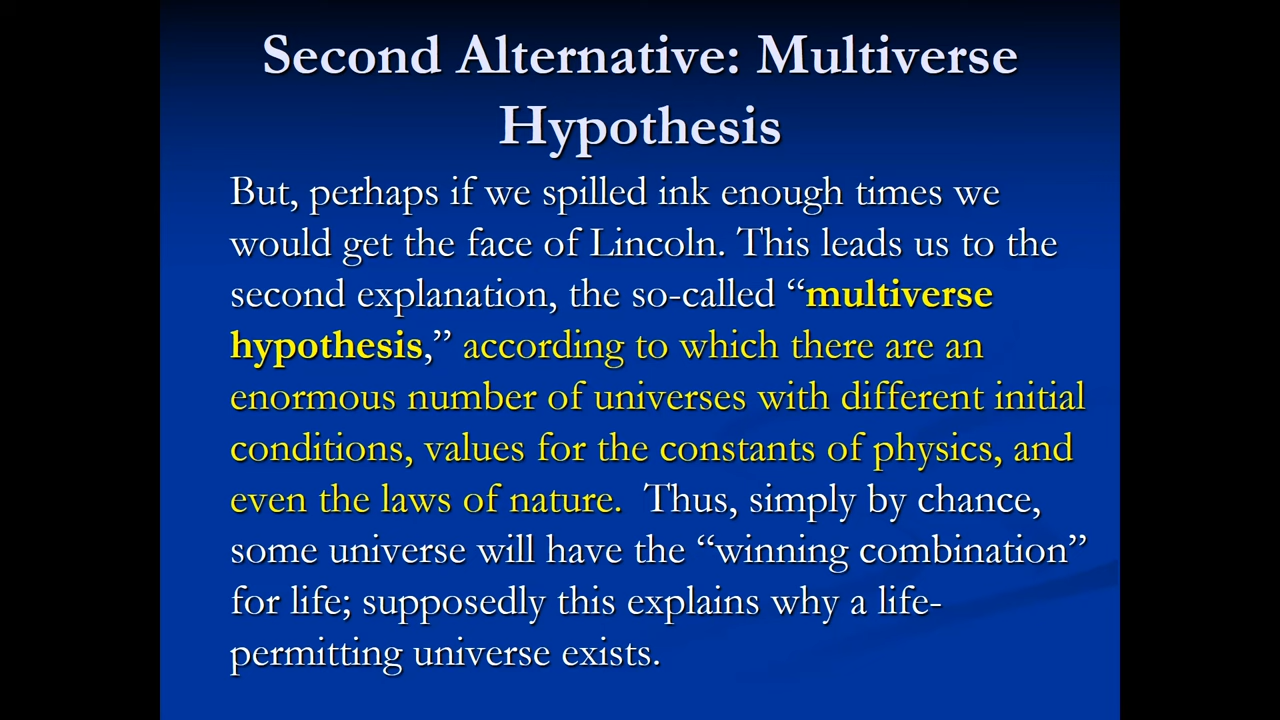 Second Alternative: Multiverse
Hypothesis
But, perhaps if we spilled ink enough times we
would get the face of Lincoln. This leads us to the
second explanation, the so-called “multiverse
hypothesis,” according to which there are an
enormous number of universes with different initial
conditions, values for the constants of physics, and
even the laws of nature.  Thus, simply by chance,
some universe will have the “winning combination”
for life; supposedly this explains why a life-
permitting universe exists.